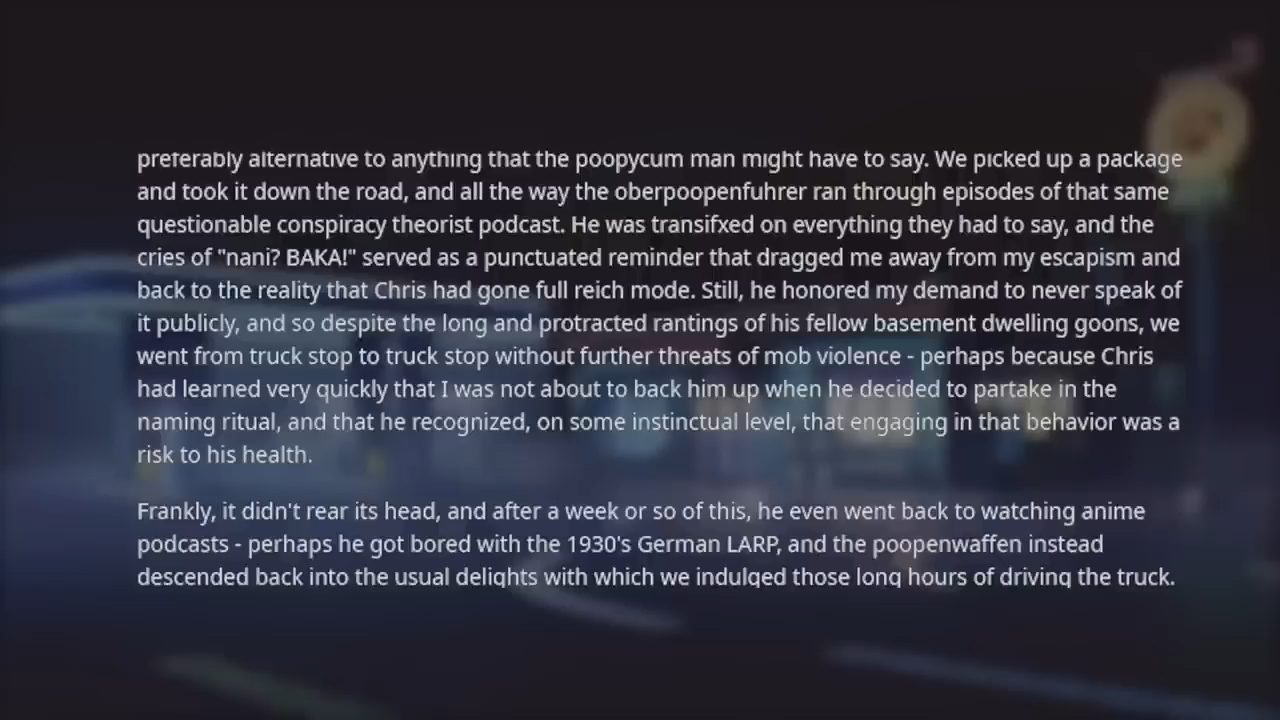 preferably alternative to anything that the poopycum man might have to say. We picked up a package
and took it down the road, and all the way the oberpoopenfuhrer ran through episodes of that same
questionable conspiracy theorist podcast. He was transifxed on everything they had to say, and the
cries of "nani? BAKA!" served as a punctuated reminder that dragged me away from my escapism and
back to the reality that Chris had gone full reich mode. Still, he honored my demand to never speak of
it publicly, and so despite the long and protracted rantings of his fellow basement dwelling goons, we
went from truck stop to truck stop without further threats of mob violence - perhaps because Chris
had learned very quickly that I was not about to back him up when he decided to partake in the
naming ritual, and that he recognized, on some instinctual level, that engaging in that behavior was a
risk to his health.
Frankly, it didn't rear its head, and after a week or so of this, he even went back to watching anime
podcasts - perhaps he got bored with the 1930's German LARP, and the poopenwaffen instead
descended back into the usual delights with which we indulged those long hours of driving the truck.